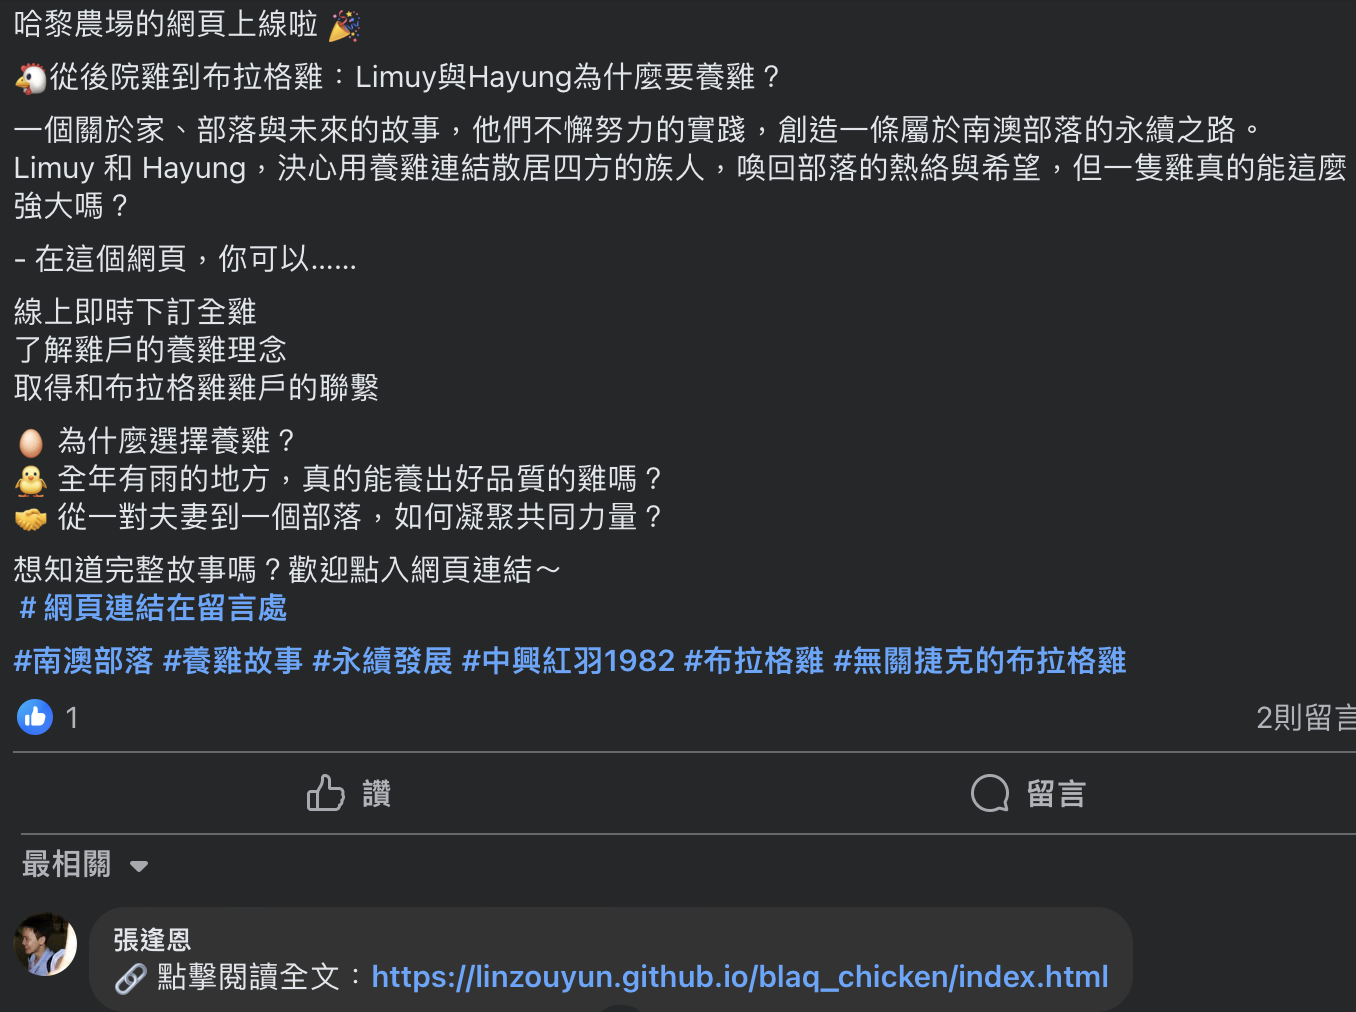 哈黎農場的網頁上線啦 🎉
🐔從後院雞到布拉格雞：Limuy與Hayung為什麼要養雞？
一個關於家、部落與未來的故事，他們不懈努力的實踐，創造一條屬於南澳部落的永續之路。
Limuy 和 Hayung，決心用養雞連結散居四方的族人，喚回部落的熱絡與希望，但一隻雞真的能這麼
強大嗎？
- 在這個網頁，你可以……
線上即時下訂全雞
了解雞戶的養雞理念
取得和布拉格雞雞戶的聯繫
🥚 為什麼選擇養雞？
🐥 全年有雨的地方，真的能養出好品質的雞嗎？
🤝 從一對夫妻到一個部落，如何凝聚共同力量？
想知道完整故事嗎？歡迎點入網頁連結～
＃網頁連結在留言處
#南澳部落 #養雞故事 #永續發展 #中興紅羽1982 #布拉格雞 #無關捷克的布拉格雞
1
2則留言
讚
留言
最相關
張逢恩
🔗 點擊閱讀全文：https://linzouyun.github.io/blaq_chicken/index.html